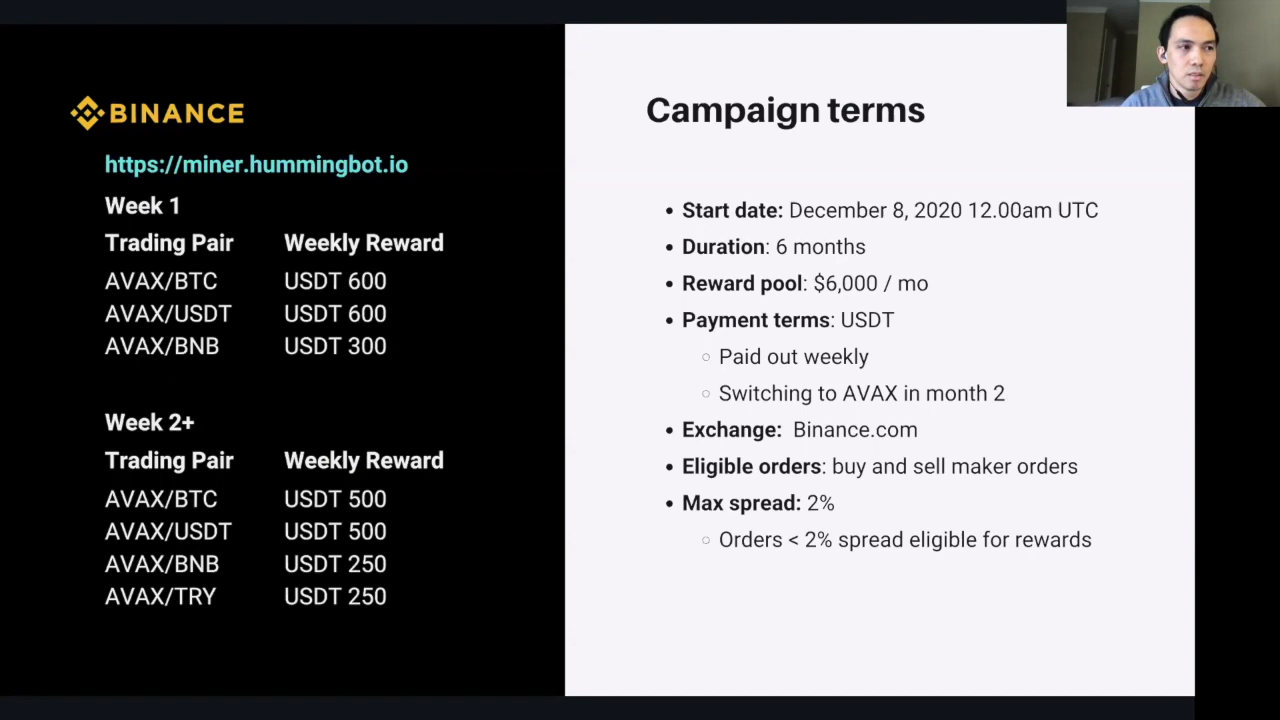 BINANCE
https://miner.hummingbot.io
Week 1
Trading Pair Weekly Reward
AVAX/BTC USDT 600
AVAX/USDT USDT 600
AVAX/BNB USDT 300
Week 2+
Trading Pair Weekly Reward
AVAX/BTC USDT 500
AVAX/USDT USDT 500
AVAX/BNB USDT 250
AVAX/TRY USDT 250
Campaign terms
• Start date: December 8, 2020 12.00am UTC
• Duration: 6 months
• Reward pool: $6,000 / mo
• Payment terms: USDT
○ Paid out weekly
○ Switching to AVAX in month 2
• Exchange: Binance.com
• Eligible orders: buy and sell maker orders
• Max spread: 2%
○ Orders < 2% spread eligible for rewards